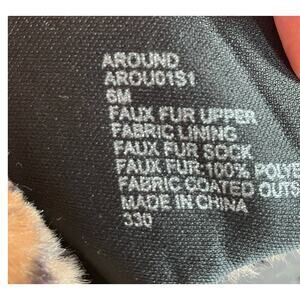 AROUND
AROU01S1
6M
FAUX FUR UPPER
FABRIC LINING
FAUX FUR SOCK
FAUX FUR-100% POLYE
FABRIC COATED OUTS
MADE IN CHINA
330